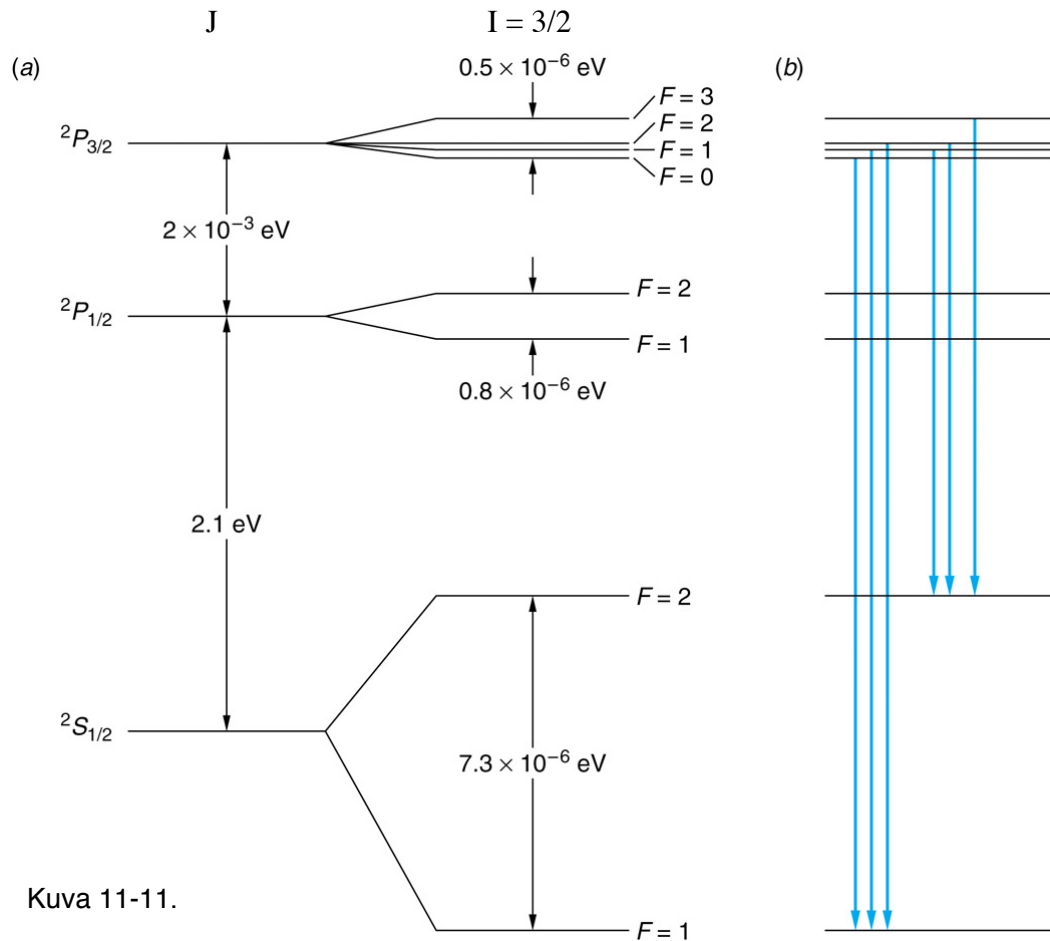 J I = 3/2
(a) 0.5 × 10⁻⁶ eV (b)
F = 3
²P₃/₂ F = 2
F = 1
F = 0
2 × 10⁻³ eV
²P₁/₂ F = 2
F = 1
0.8 × 10⁻⁶ eV
2.1 eV
F = 2
²S₁/₂
7.3 × 10⁻⁶ eV
Kuva 11-11.
F = 1